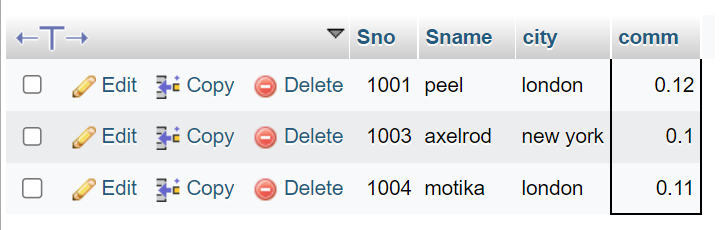 Sno Sname city comm
Edit Copy Delete 1001 peel london 0.12
Edit Copy Delete 1003 axelrod new york 0.1
Edit Copy Delete 1004 motika london 0.11